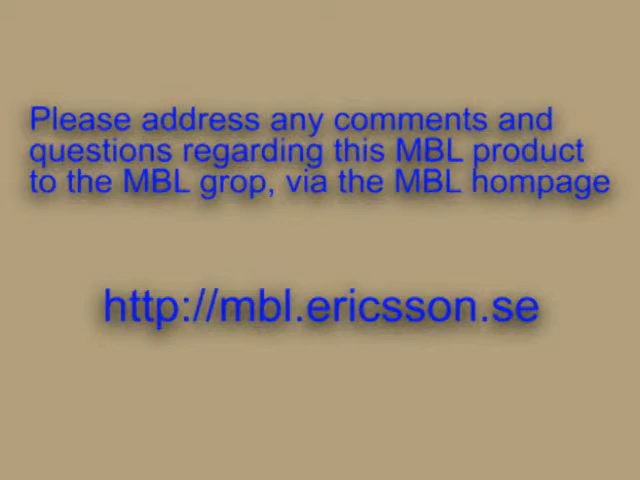 Please address any comments and
questions regarding this MBL product
to the MBL grop, via the MBL hompage
http://mbl.ericsson.se